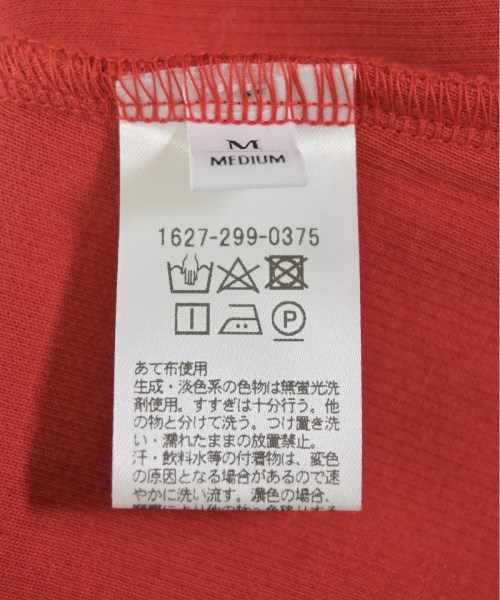 M
MEDIUM
1627-299-0375
P
あて布使用
生成・淡色系の色物は無蛍光洗
剤使用。すすぎは十分行う。他
の物と分けて洗う。つけ置き洗
い・濡れたままの放置禁止。
汗・飲料水等の付着物は、変色
の原因となる場合があるので速
やかに洗い流す。濃色の場合、